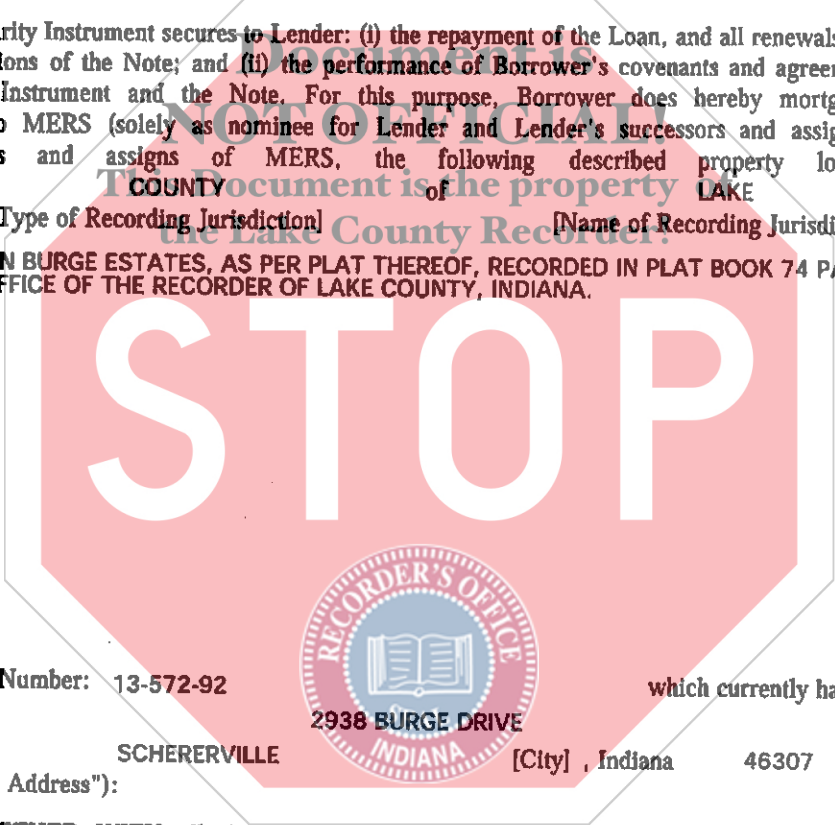 rity Instrument secures to Lender: (i) the repayment of the Loan, and all renewals
ions of the Note; and (ii) the performance of Borrower's covenants and agreer
Document is
Instrument and the Note. For this purpose, Borrower does hereby mortg
NOT OFFICIAL!
o MERS (solely as nominee for Lender and Lender's successors and assig
s and assigns of MERS, the following described property lo
This Document is the property of
COUNTY of LAKE
Type of Recording Jurisdiction] [Name of Recording Jurisdi
the Lake County Recorder!
N BURGE ESTATES, AS PER PLAT THEREOF, RECORDED IN PLAT BOOK 74 PA
FFICE OF THE RECORDER OF LAKE COUNTY, INDIANA.
STOP
RECORDER'S OFFICE
Number: 13-572-92 which currently ha
2938 BURGE DRIVE
SEAL
INDIANA
SCHERERVILLE [City] , Indiana 46307
Address"):